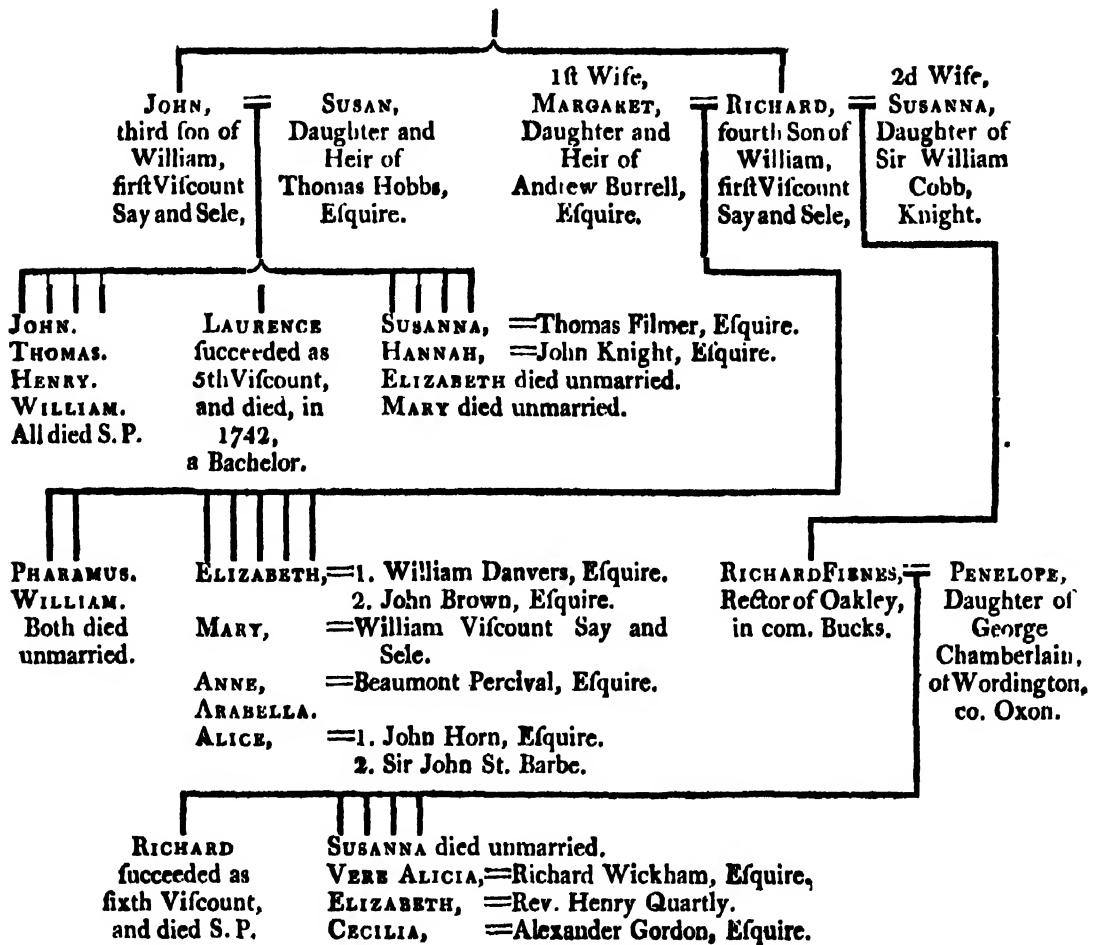 JOHN,
third ſon of
William,
firſt Viſcount
Say and Sele,
=
SUSAN,
Daughter and
Heir of
Thomas Hobbs,
Eſquire.
1ſt Wife,
MARGARET,
Daughter and
Heir of
Andrew Burrell,
Eſquire.
=
RICHARD,
fourth Son of
William,
firſt Viſcount
Say and Sele,
=
2d Wife,
SUSANNA,
Daughter of
Sir William
Cobb,
Knight.
JOHN.
THOMAS.
HENRY.
WILLIAM.
All died S. P.
LAURENCE
ſucceeded as
5th Viſcount,
and died, in
1742,
a Bachelor.
SUSANNA, =Thomas Filmer, Eſquire.
HANNAH, =John Knight, Eſquire.
ELIZABETH died unmarried.
MARY died unmarried.
PHARAMUS.
WILLIAM.
Both died
unmarried.
ELIZABETH,=1. William Danvers, Eſquire.
2. John Brown, Eſquire.
MARY, =William Viſcount Say and
Sele.
ANNE, =Beaumont Percival, Eſquire.
ARABELLA.
ALICE, =1. John Horn, Eſquire.
2. Sir John St. Barbe.
RICHARD FIENES,=
Rector of Oakley,
in com. Bucks.
PENELOPE,
Daughter of
George
Chamberlain,
of Wordington,
co. Oxon.
RICHARD
ſucceeded as
ſixth Viſcount,
and died S. P.
SUSANNA died unmarried.
VERE ALICIA,=Richard Wickham, Eſquire,
ELIZABETH, =Rev. Henry Quartly.
CECILIA, =Alexander Gordon, Eſquire.